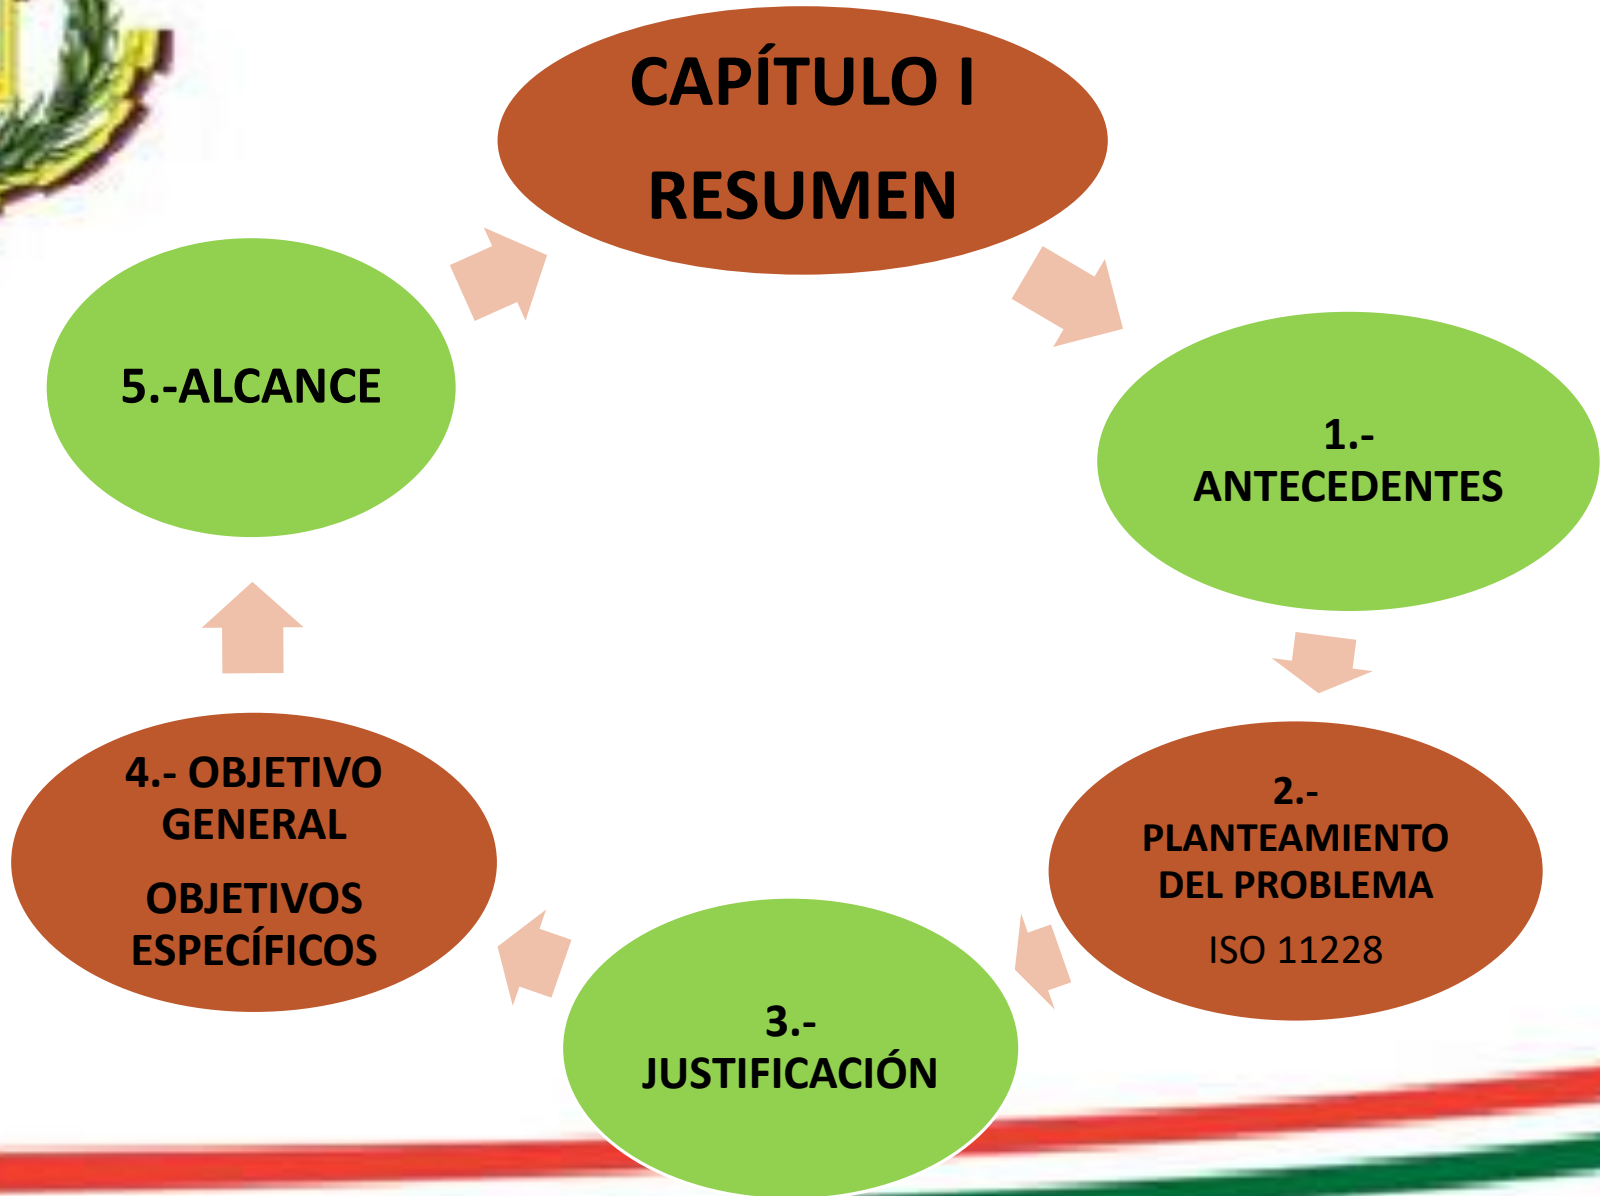 CAPÍTULO I
RESUMEN
1.-
ANTECEDENTES
2.-
PLANTEAMIENTO
DEL PROBLEMA
ISO 11228
3.-
JUSTIFICACIÓN
4.- OBJETIVO
GENERAL
OBJETIVOS
ESPECÍFICOS
5.-ALCANCE